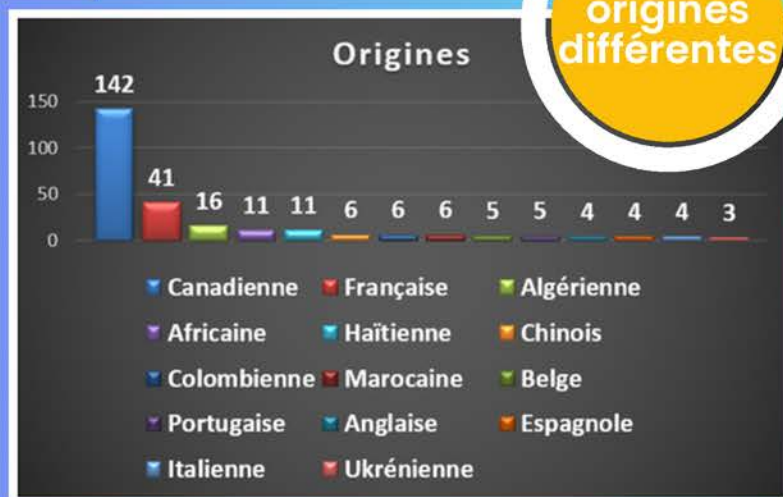 origines
différentes
Origines
142
150
100
50
0
41
16
11
11
6
6
6
5
5
4
4
4
3
Canadienne Française Algérienne
Africaine Haïtienne Chinois
Colombienne Marocaine Belge
Portugaise Anglaise Espagnole
Italienne Ukrénienne